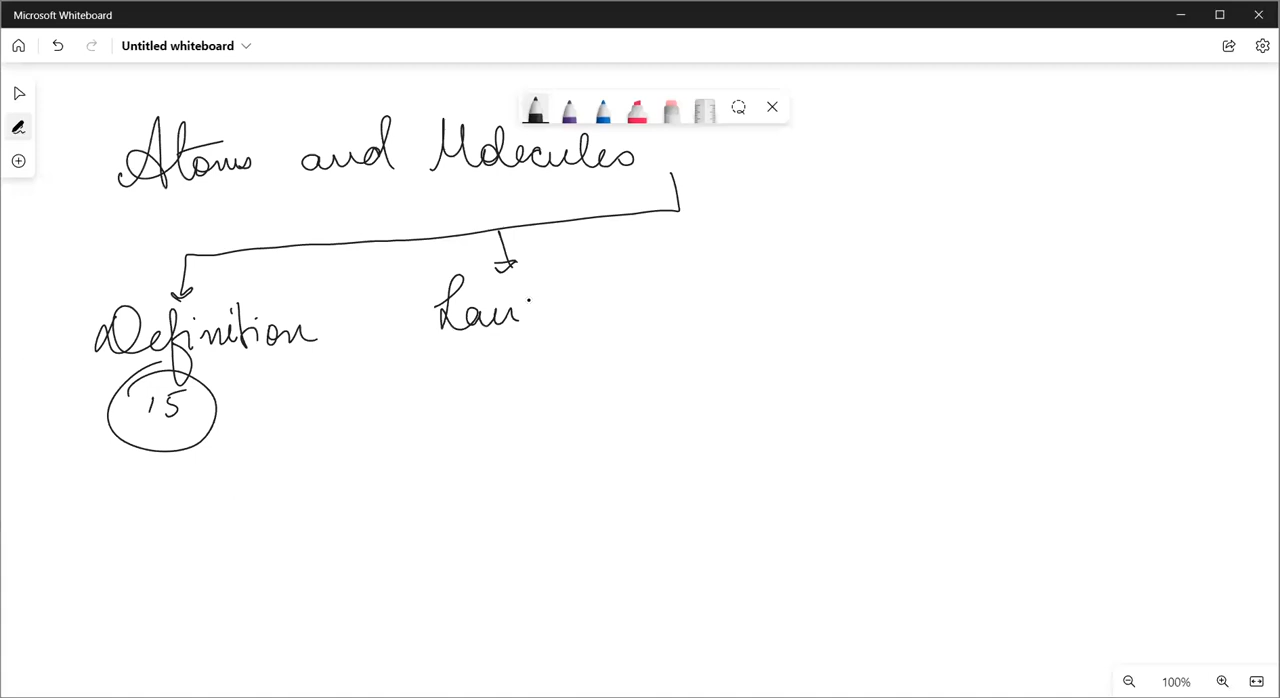 Microsoft Whiteboard
Untitled whiteboard
Atoms and Molecules
Definition
15
100%